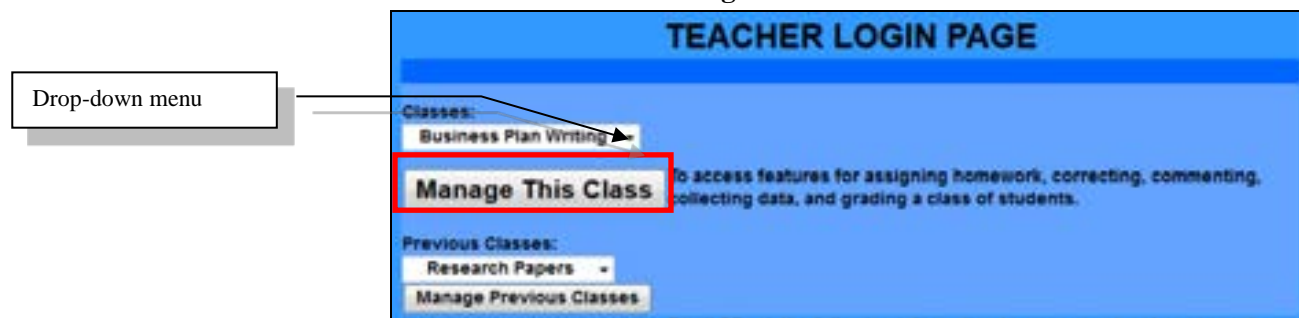 TEACHER LOGIN PAGE
Drop-down menu
Classes:
Business Plan Writing
Manage This Class
To access features for assigning homework, correcting, commenting,
collecting data, and grading a class of students.
Previous Classes:
Research Papers
Manage Previous Classes